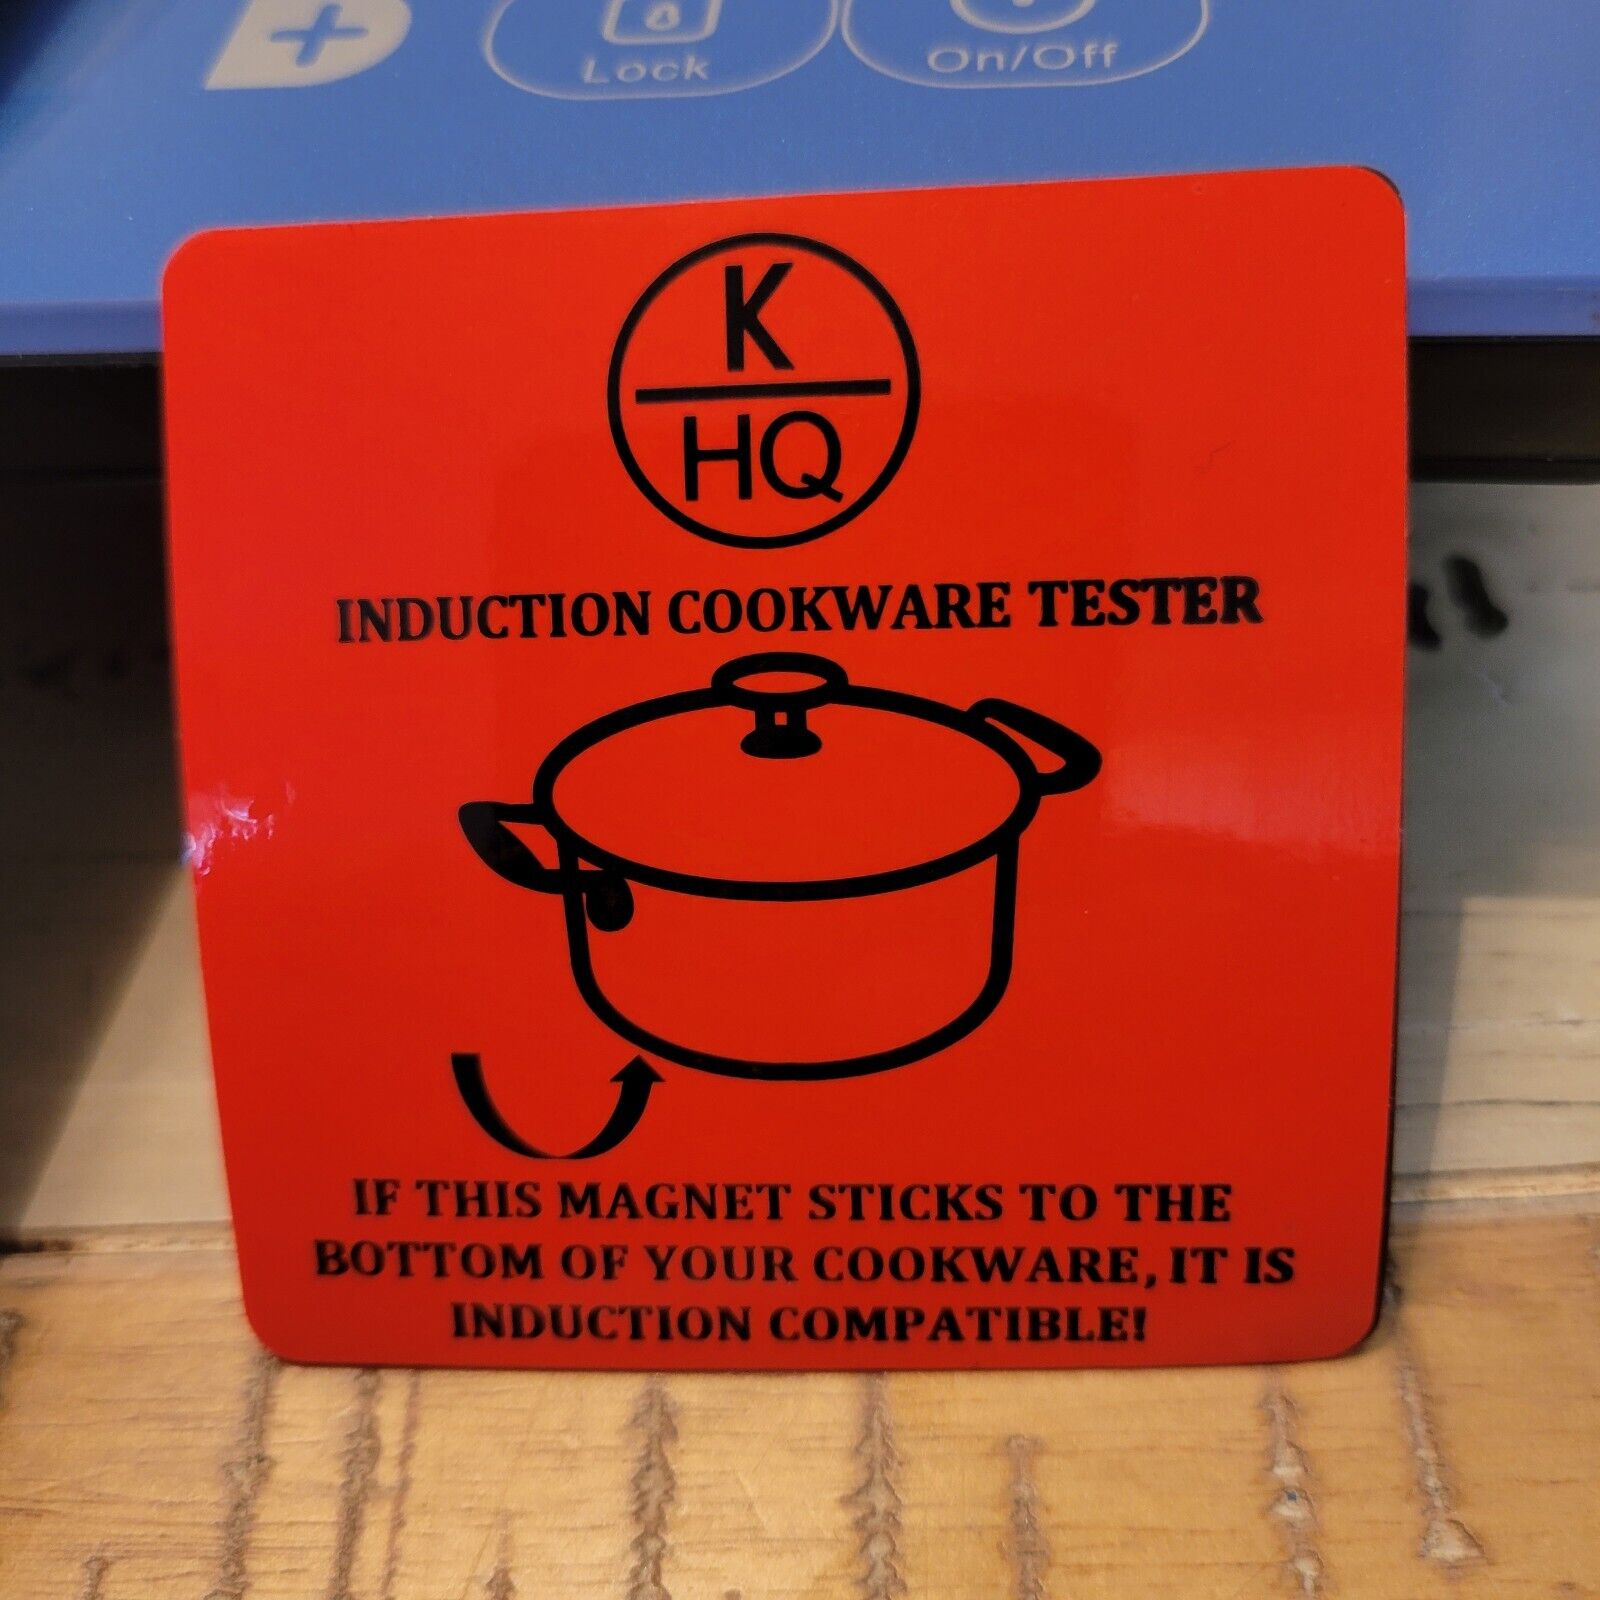 Lock
On/Off
K
HQ
INDUCTION COOKWARE TESTER
IF THIS MAGNET STICKS TO THE
BOTTOM OF YOUR COOKWARE, IT IS
INDUCTION COMPATIBLE!